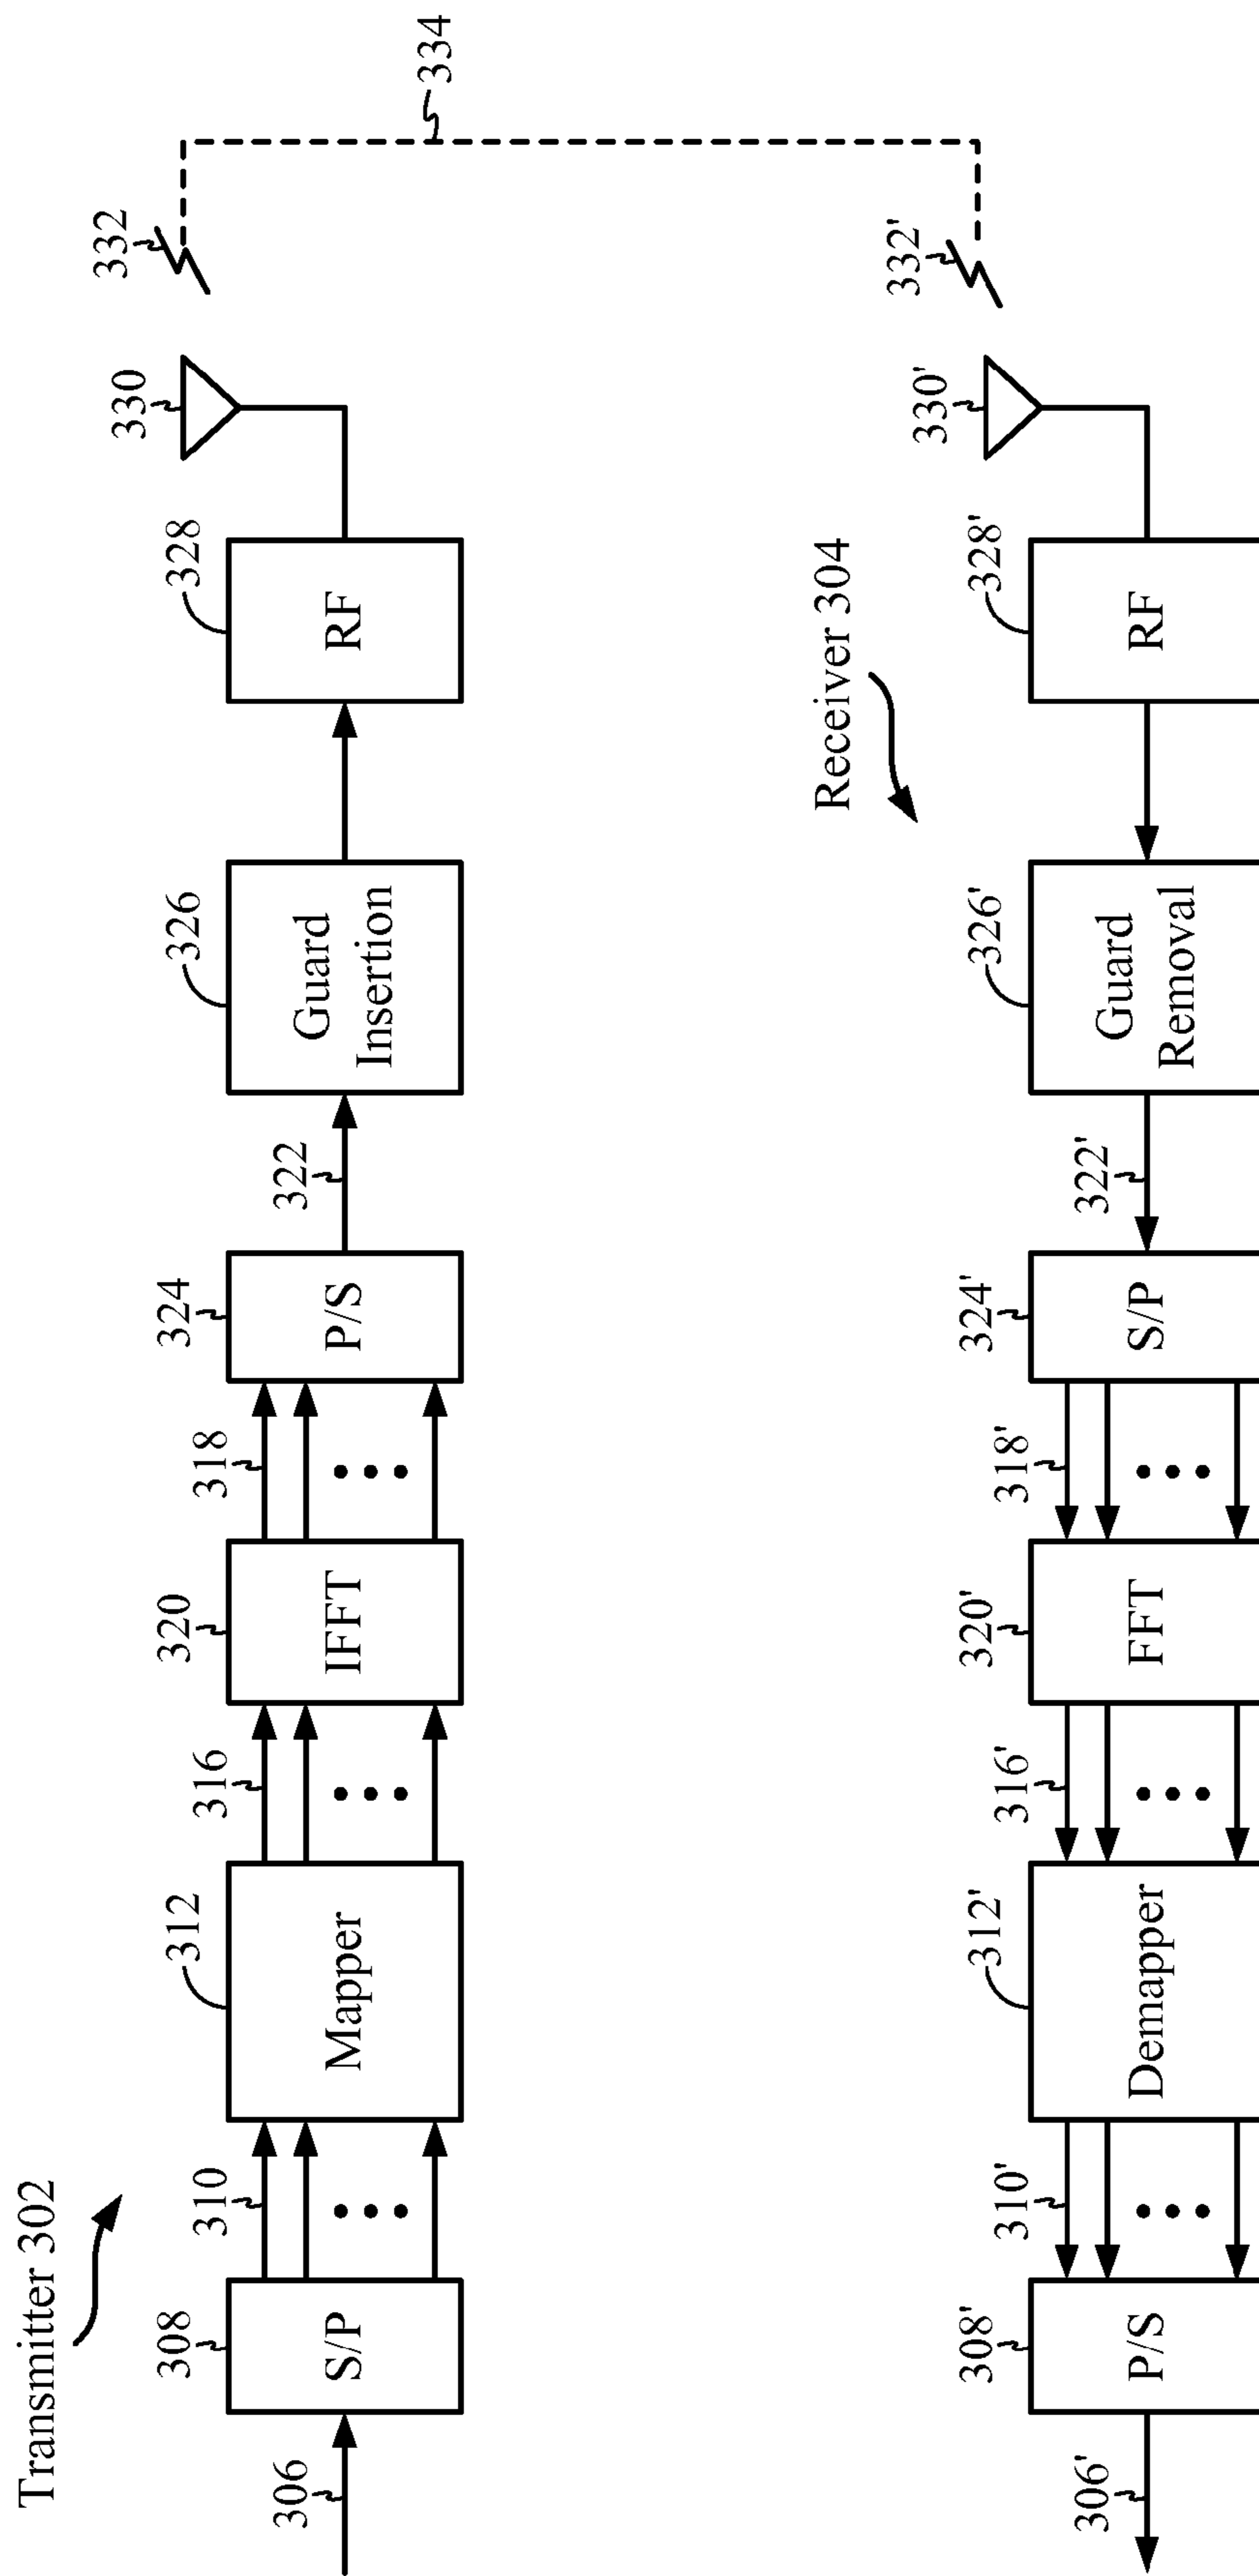 Transmitter 302
306
308
S/P
310
312
Mapper
316
320
IFFT
318
324
P/S
322
326
Guard
Insertion
328
RF
330
332
334
Receiver 304
306'
308'
P/S
310'
312'
Demapper
316'
320'
FFT
318'
324'
S/P
322'
326'
Guard
Removal
328'
RF
330'
332'